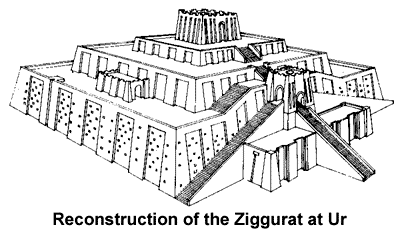 Reconstruction of the Ziggurat at Ur